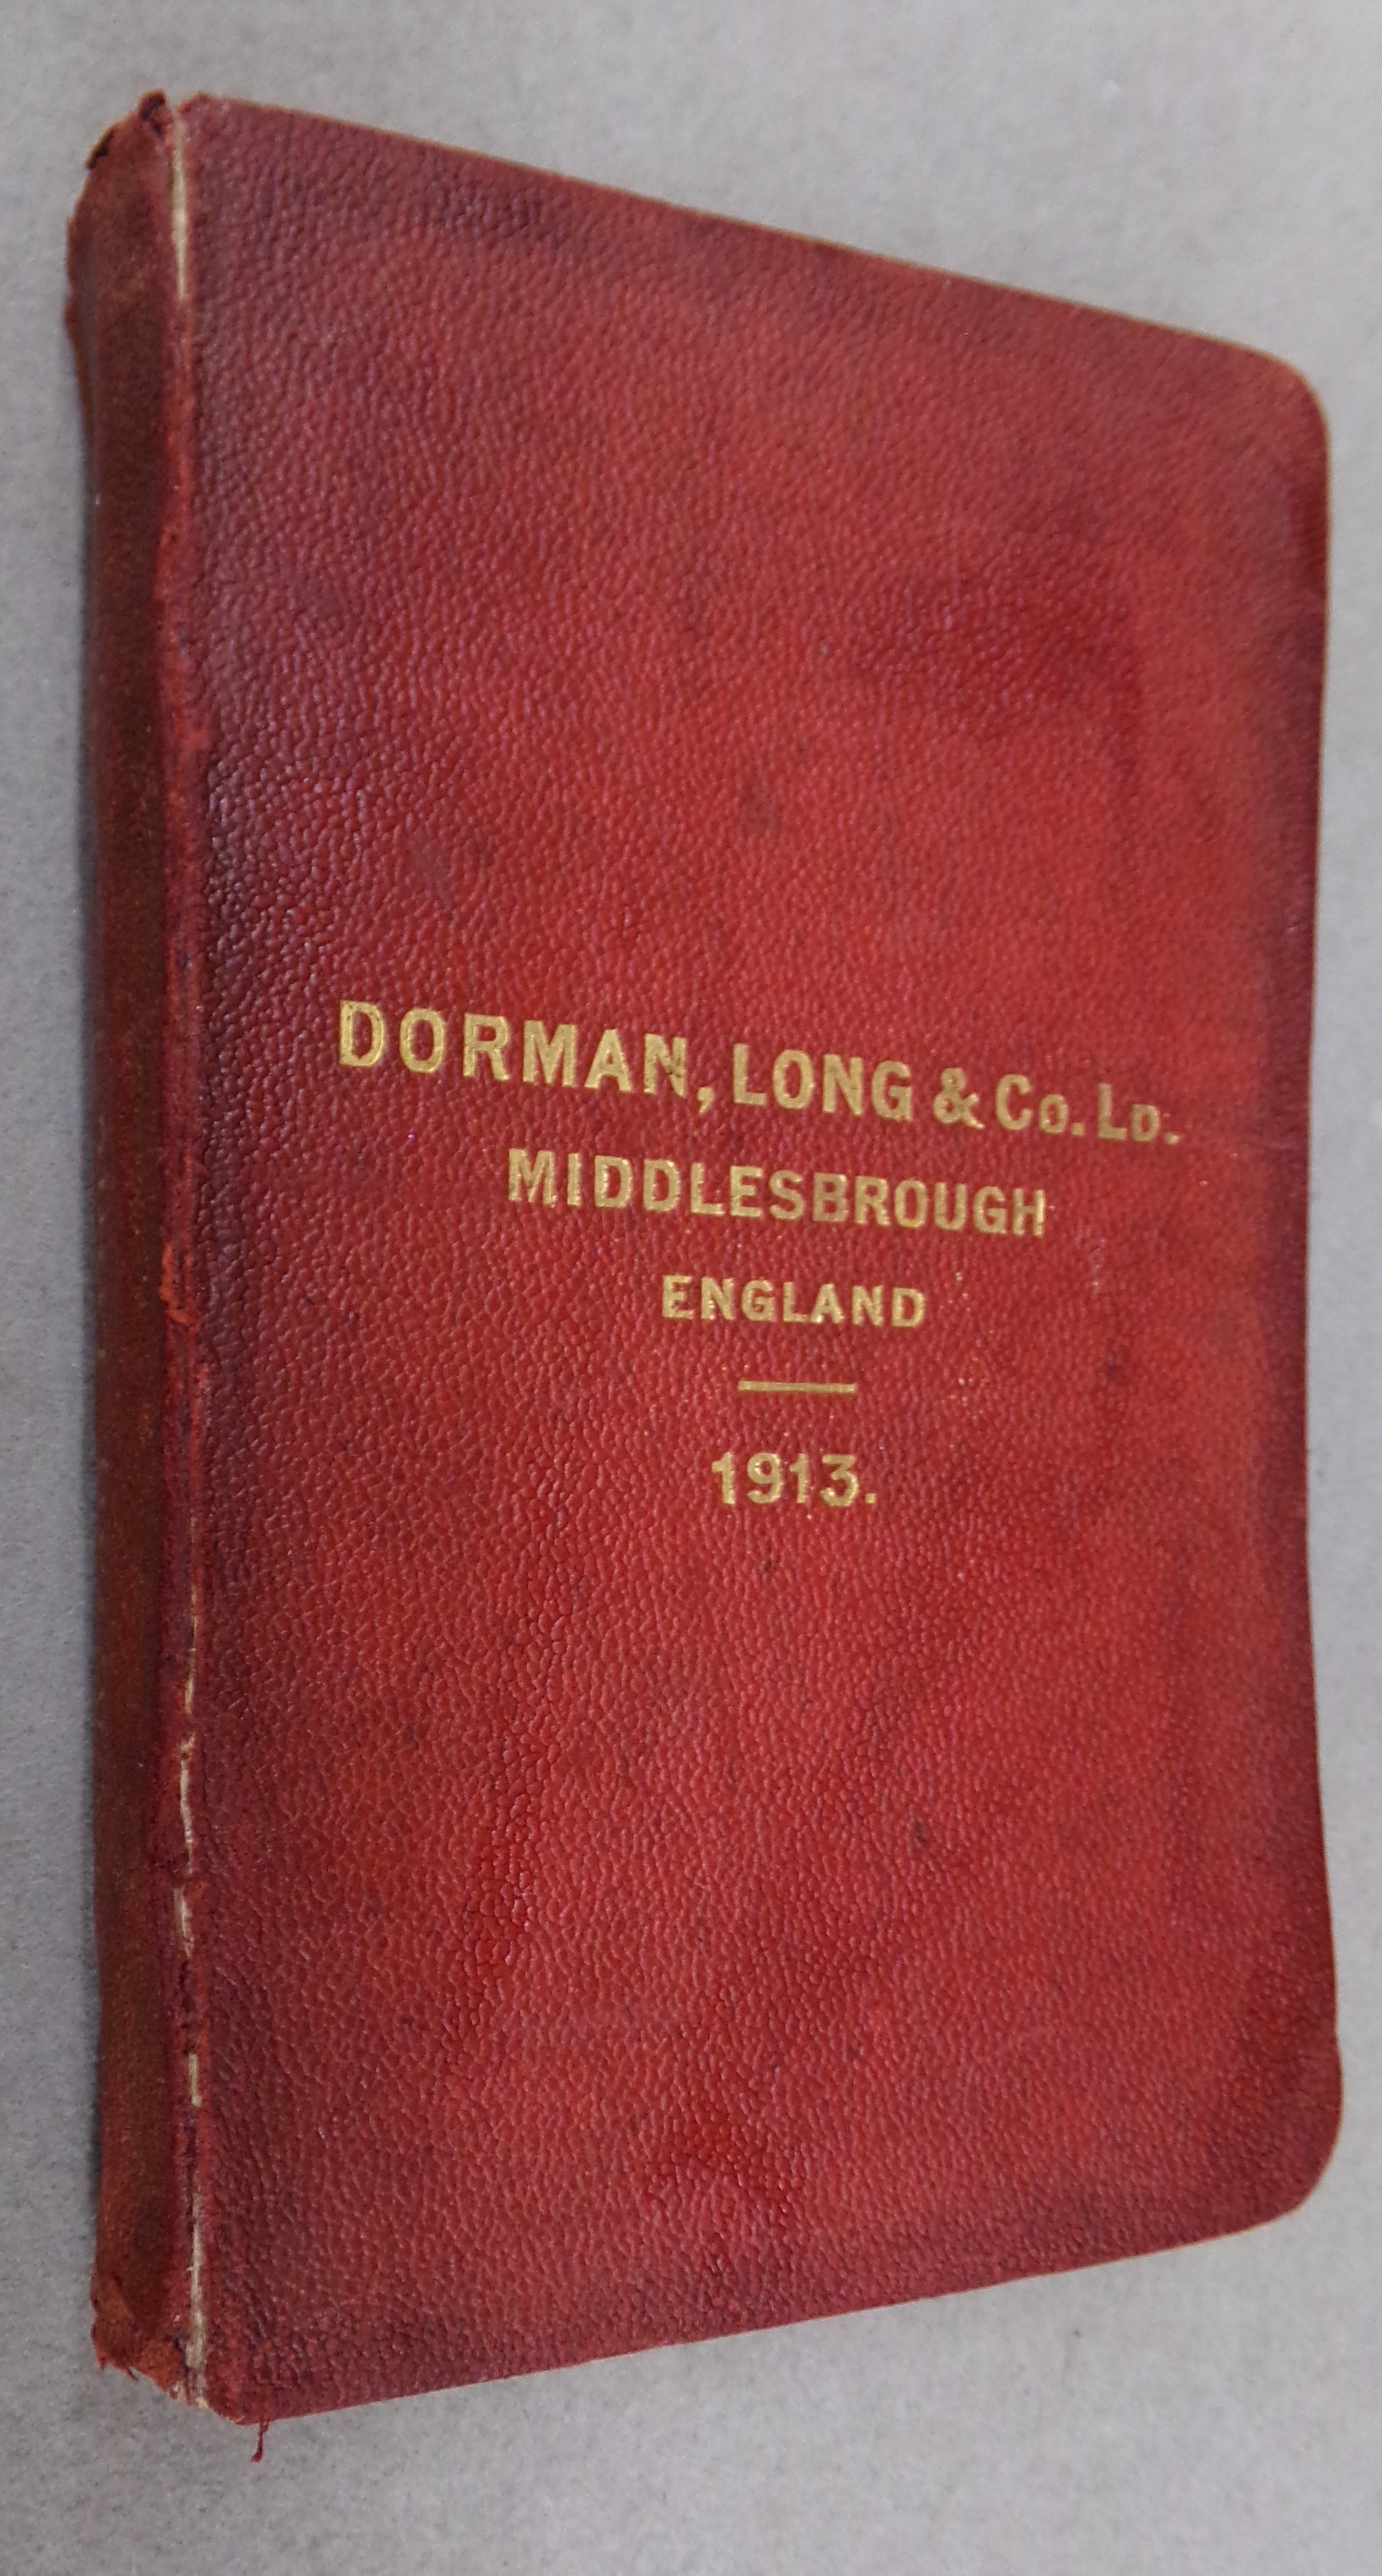 DORMAN, LONG & Co. LD.
MIDDLESBROUGH
ENGLAND
1913.